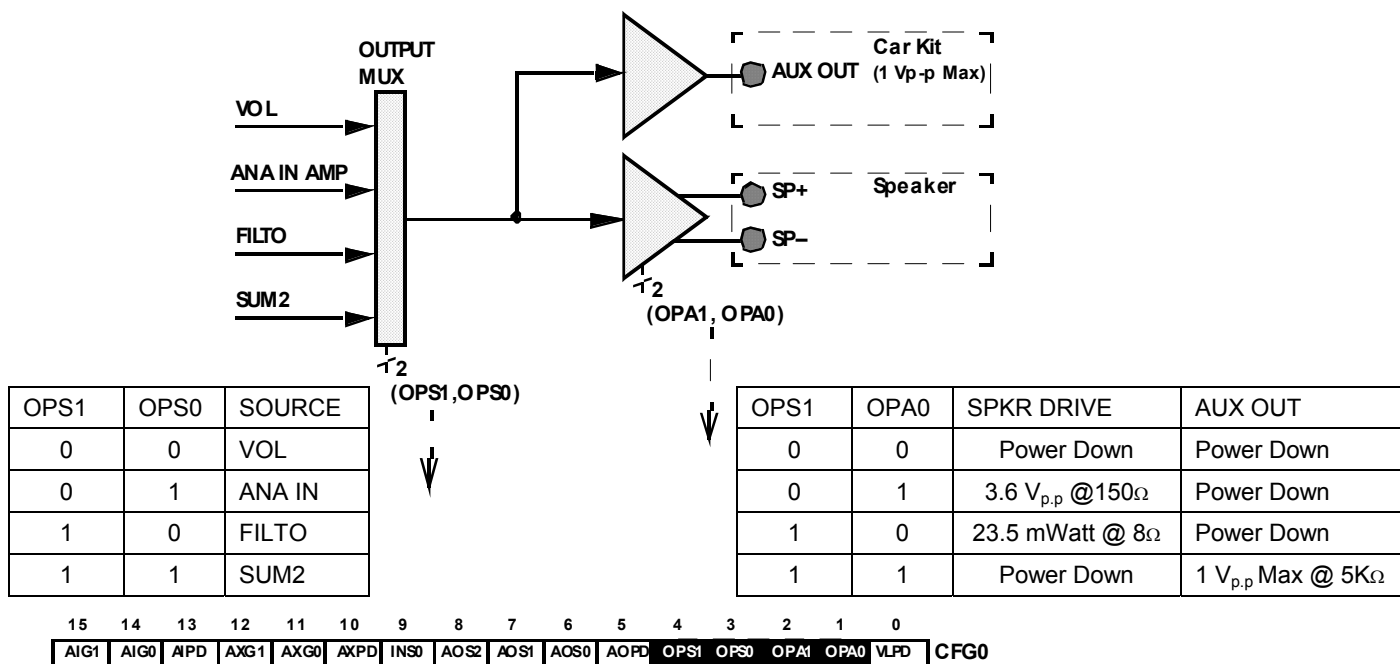 OUTPUT
MUX
VOL
ANA IN AMP
FILTO
SUM2
2
(OPS1,OPS0)
Car Kit
AUX OUT (1 Vp-p Max)
Speaker
SP+
SP–
2
(OPA1, OPA0)
OPS1 OPS0 SOURCE
0 0 VOL
0 1 ANA IN
1 0 FILTO
1 1 SUM2
OPS1 OPA0 SPKR DRIVE AUX OUT
0 0 Power Down Power Down
0 1 3.6 Vp.p @150Ω Power Down
1 0 23.5 mWatt @ 8Ω Power Down
1 1 Power Down 1 Vp.p Max @ 5KΩ
15 14 13 12 11 10 9 8 7 6 5 4 3 2 1 0
AIG1 AIG0 AIPD AXG1 AXG0 AXPD INS0 AOS2 AOS1 AOS0 AOPD OPS1 OPS0 OPA1 OPA0 VLPD CFG0